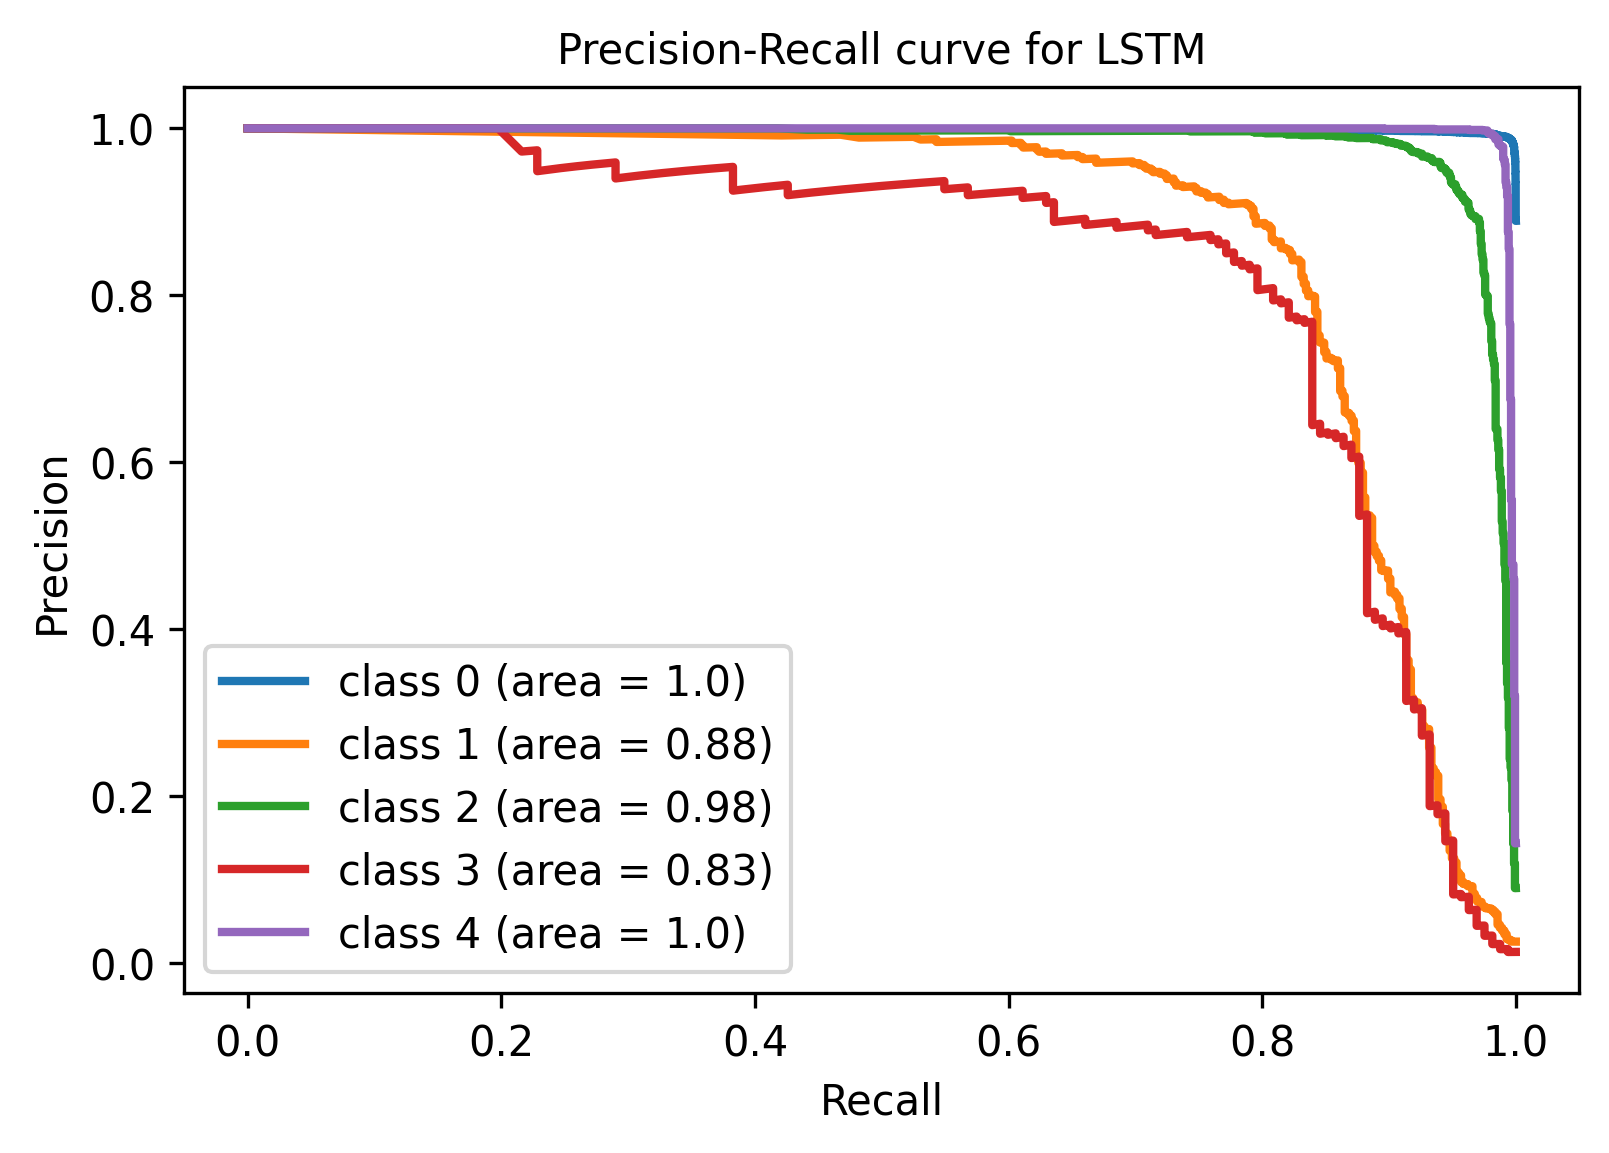 Precision-Recall curve for LSTM
Precision
1.0
0.8
0.6
0.4
0.2
0.0
class 0 (area = 1.0)
class 1 (area = 0.88)
class 2 (area = 0.98)
class 3 (area = 0.83)
class 4 (area = 1.0)
0.0 0.2 0.4 0.6 0.8 1.0
Recall